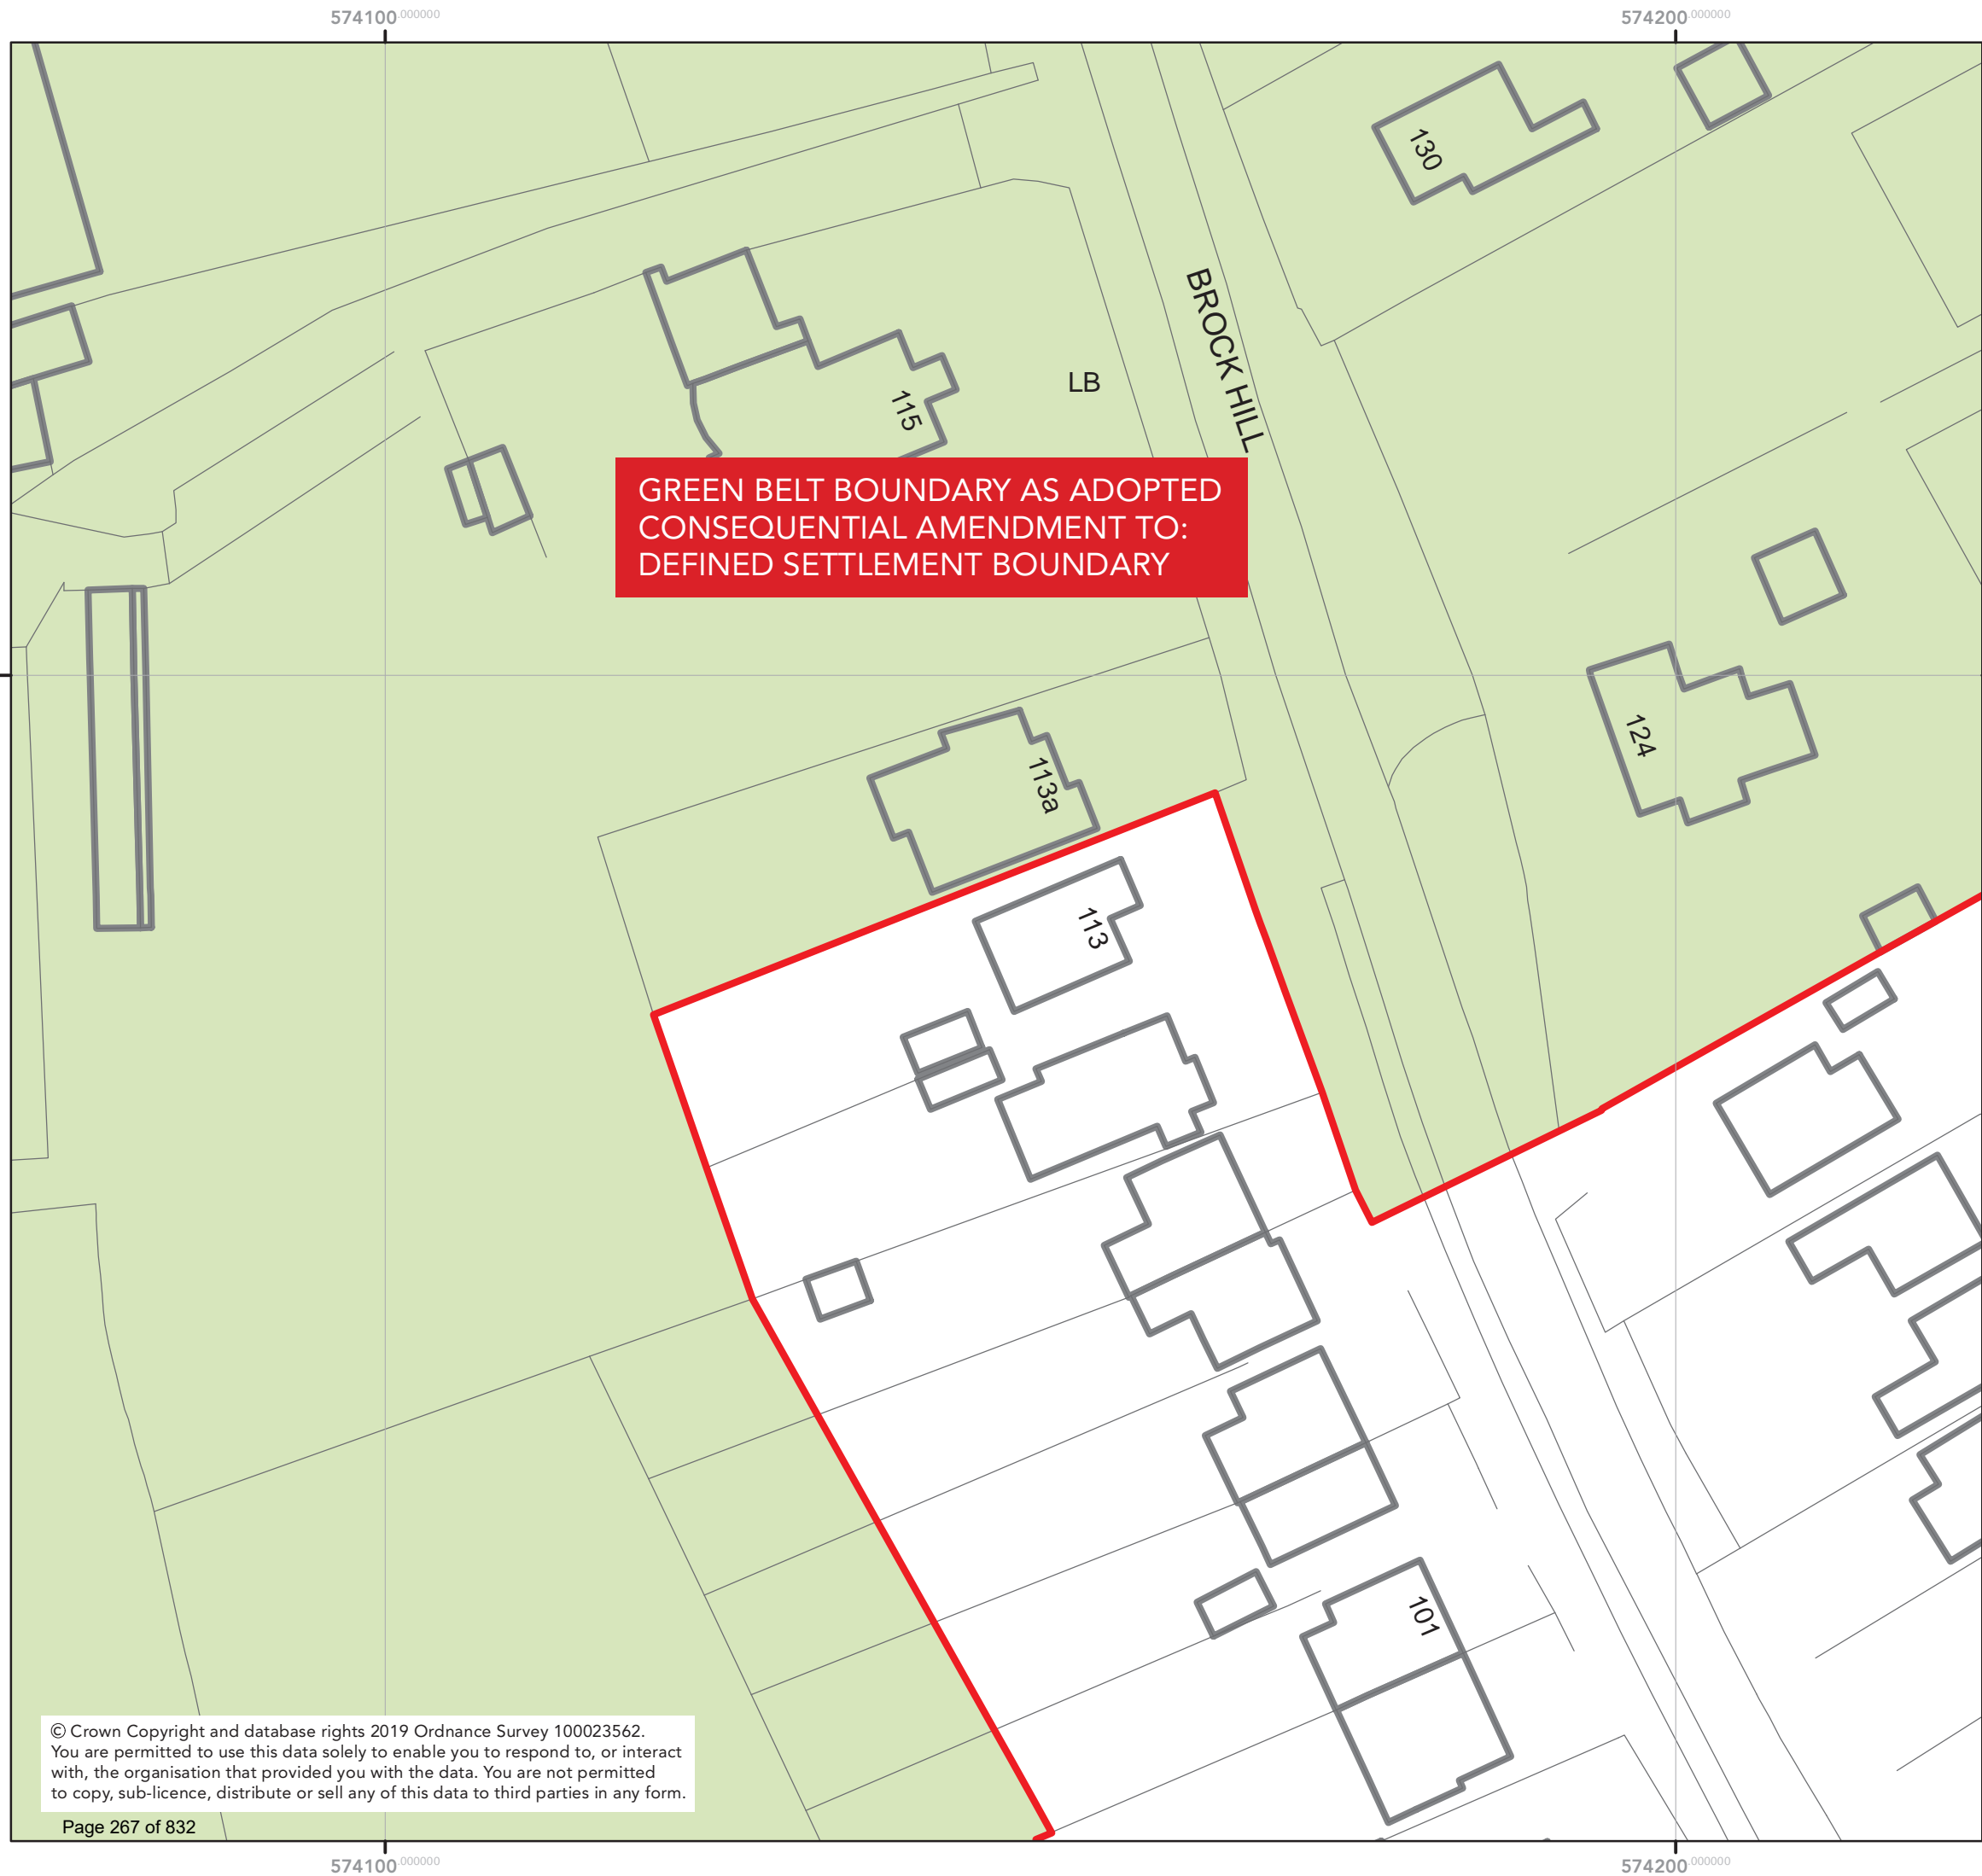 574100.000000
574200.000000
130
BROCK HILL
LB
115
GREEN BELT BOUNDARY AS ADOPTED
CONSEQUENTIAL AMENDMENT TO:
DEFINED SETTLEMENT BOUNDARY
124
113a
113
101
© Crown Copyright and database rights 2019 Ordnance Survey 100023562.
You are permitted to use this data solely to enable you to respond to, or interact
with, the organisation that provided you with the data. You are not permitted
to copy, sub-licence, distribute or sell any of this data to third parties in any form.
Page 267 of 832
574100.000000
574200.000000